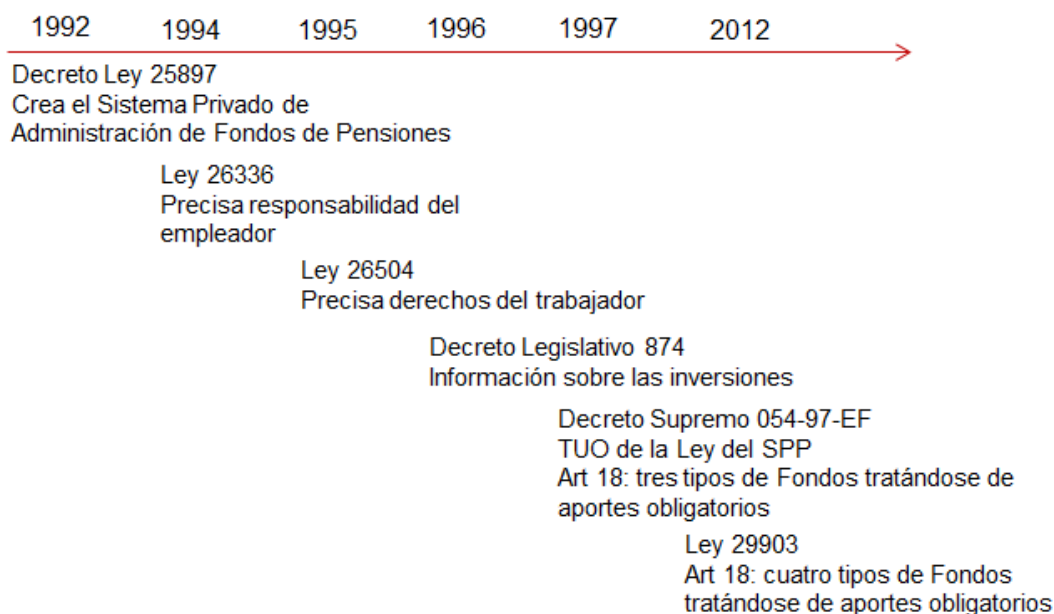 1992 1994 1995 1996 1997 2012
Decreto Ley 25897
Crea el Sistema Privado de
Administración de Fondos de Pensiones
Ley 26336
Precisa responsabilidad del
empleador
Ley 26504
Precisa derechos del trabajador
Decreto Legislativo 874
Información sobre las inversiones
Decreto Supremo 054-97-EF
TUO de la Ley del SPP
Art 18: tres tipos de Fondos tratándose de
aportes obligatorios
Ley 29903
Art 18: cuatro tipos de Fondos
tratándose de aportes obligatorios